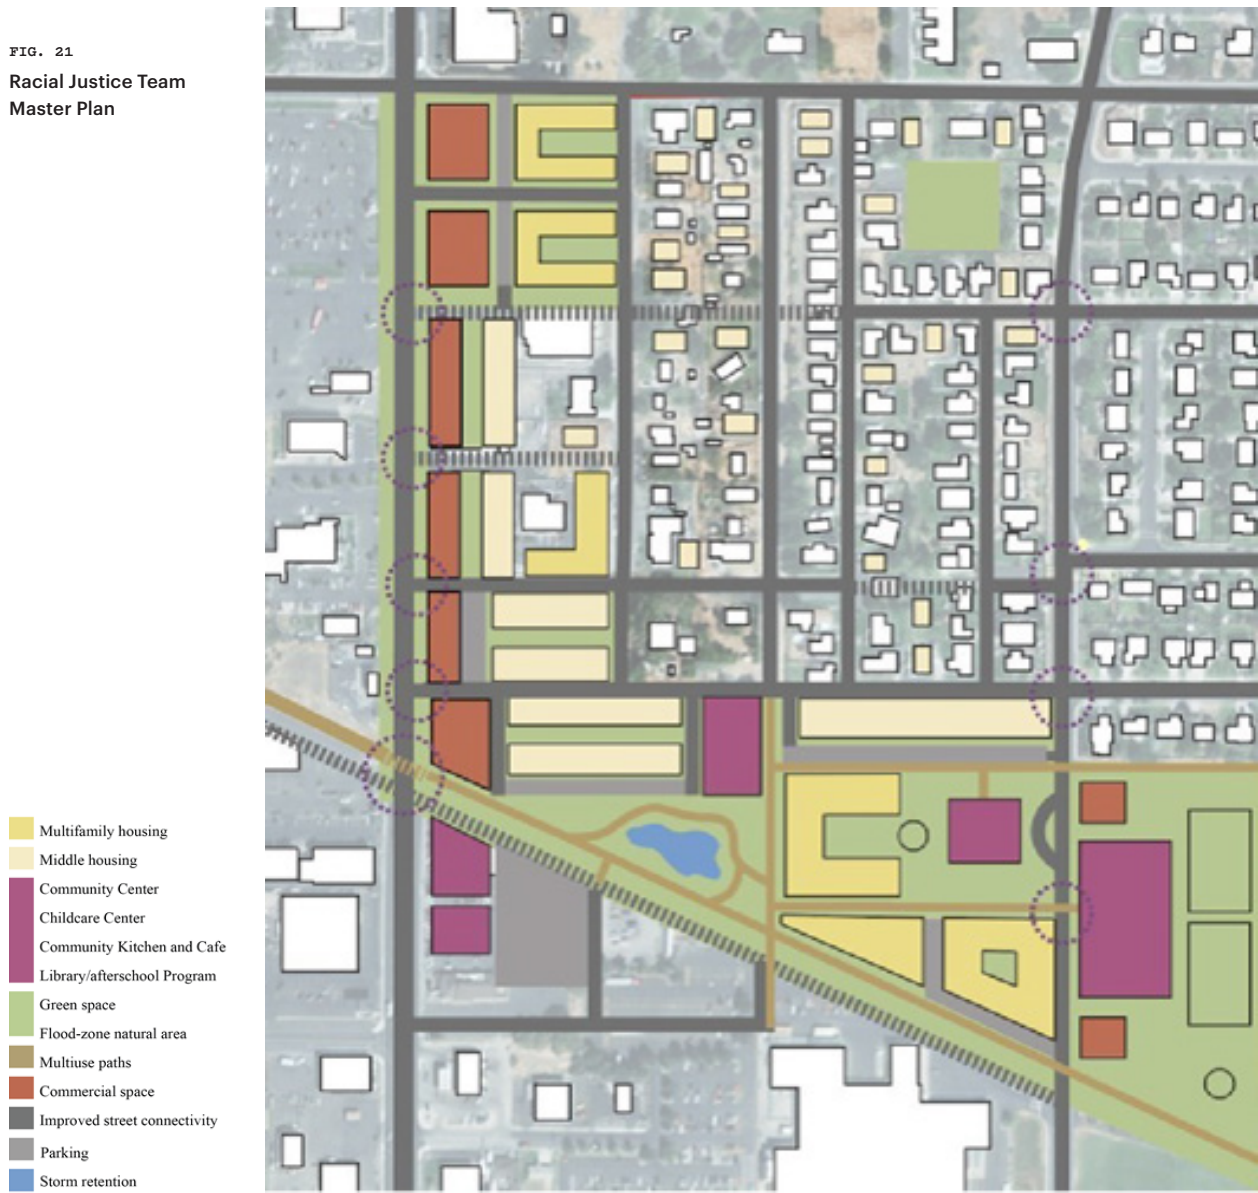 FIG. 21
Racial Justice Team
Master Plan
Multifamily housing
Middle housing
Community Center
Childcare Center
Community Kitchen and Cafe
Library/afterschool Program
Green space
Flood-zone natural area
Multiuse paths
Commercial space
Improved street connectivity
Parking
Storm retention